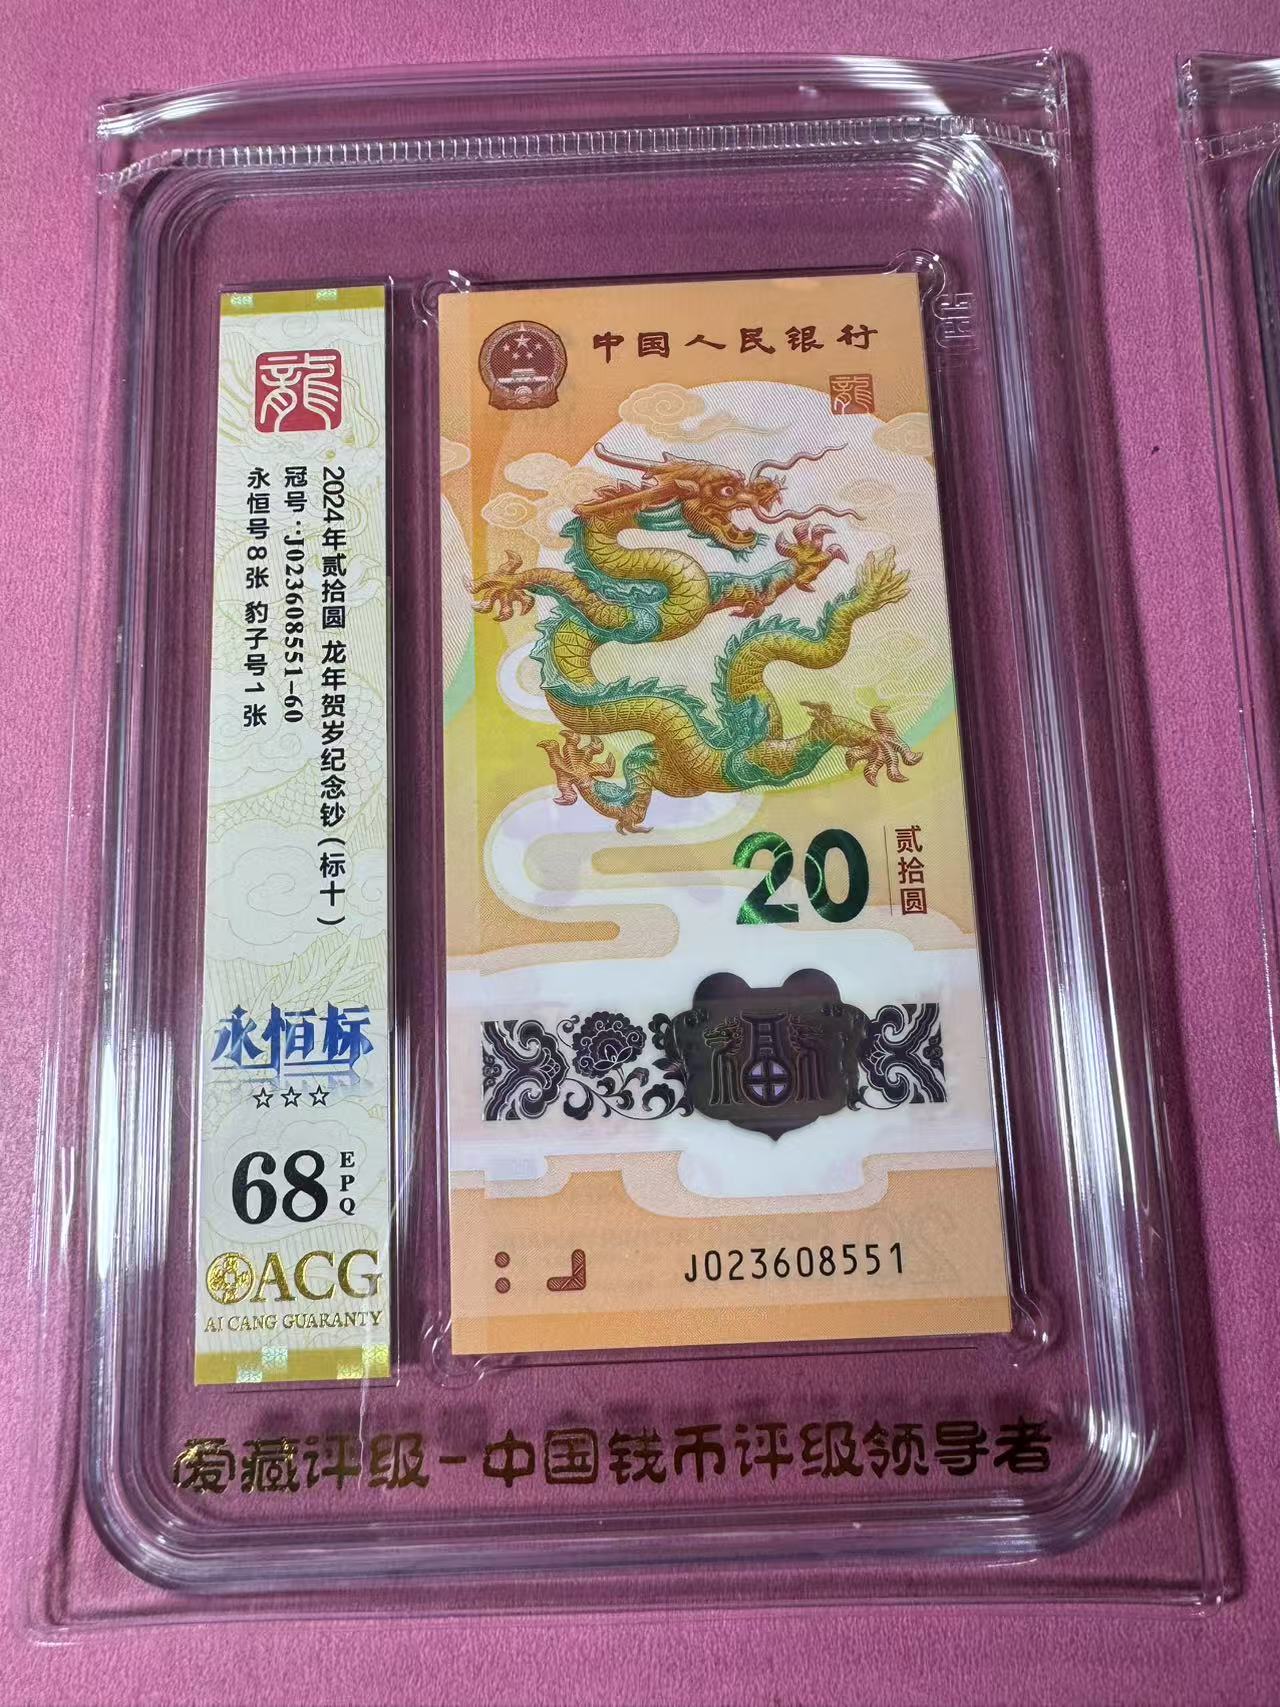 龍
2024年贰拾圆 龙年贺岁纪念钞(标十)
冠号:J023608551-60
永恒号8张 豹子号1张
永恒标
☆☆☆
68
EPQ
ACG
AI CANG GUARANTY
中国人民银行
龍
20
贰拾圆
J023608551
爱藏评级-中国钱币评级领导者